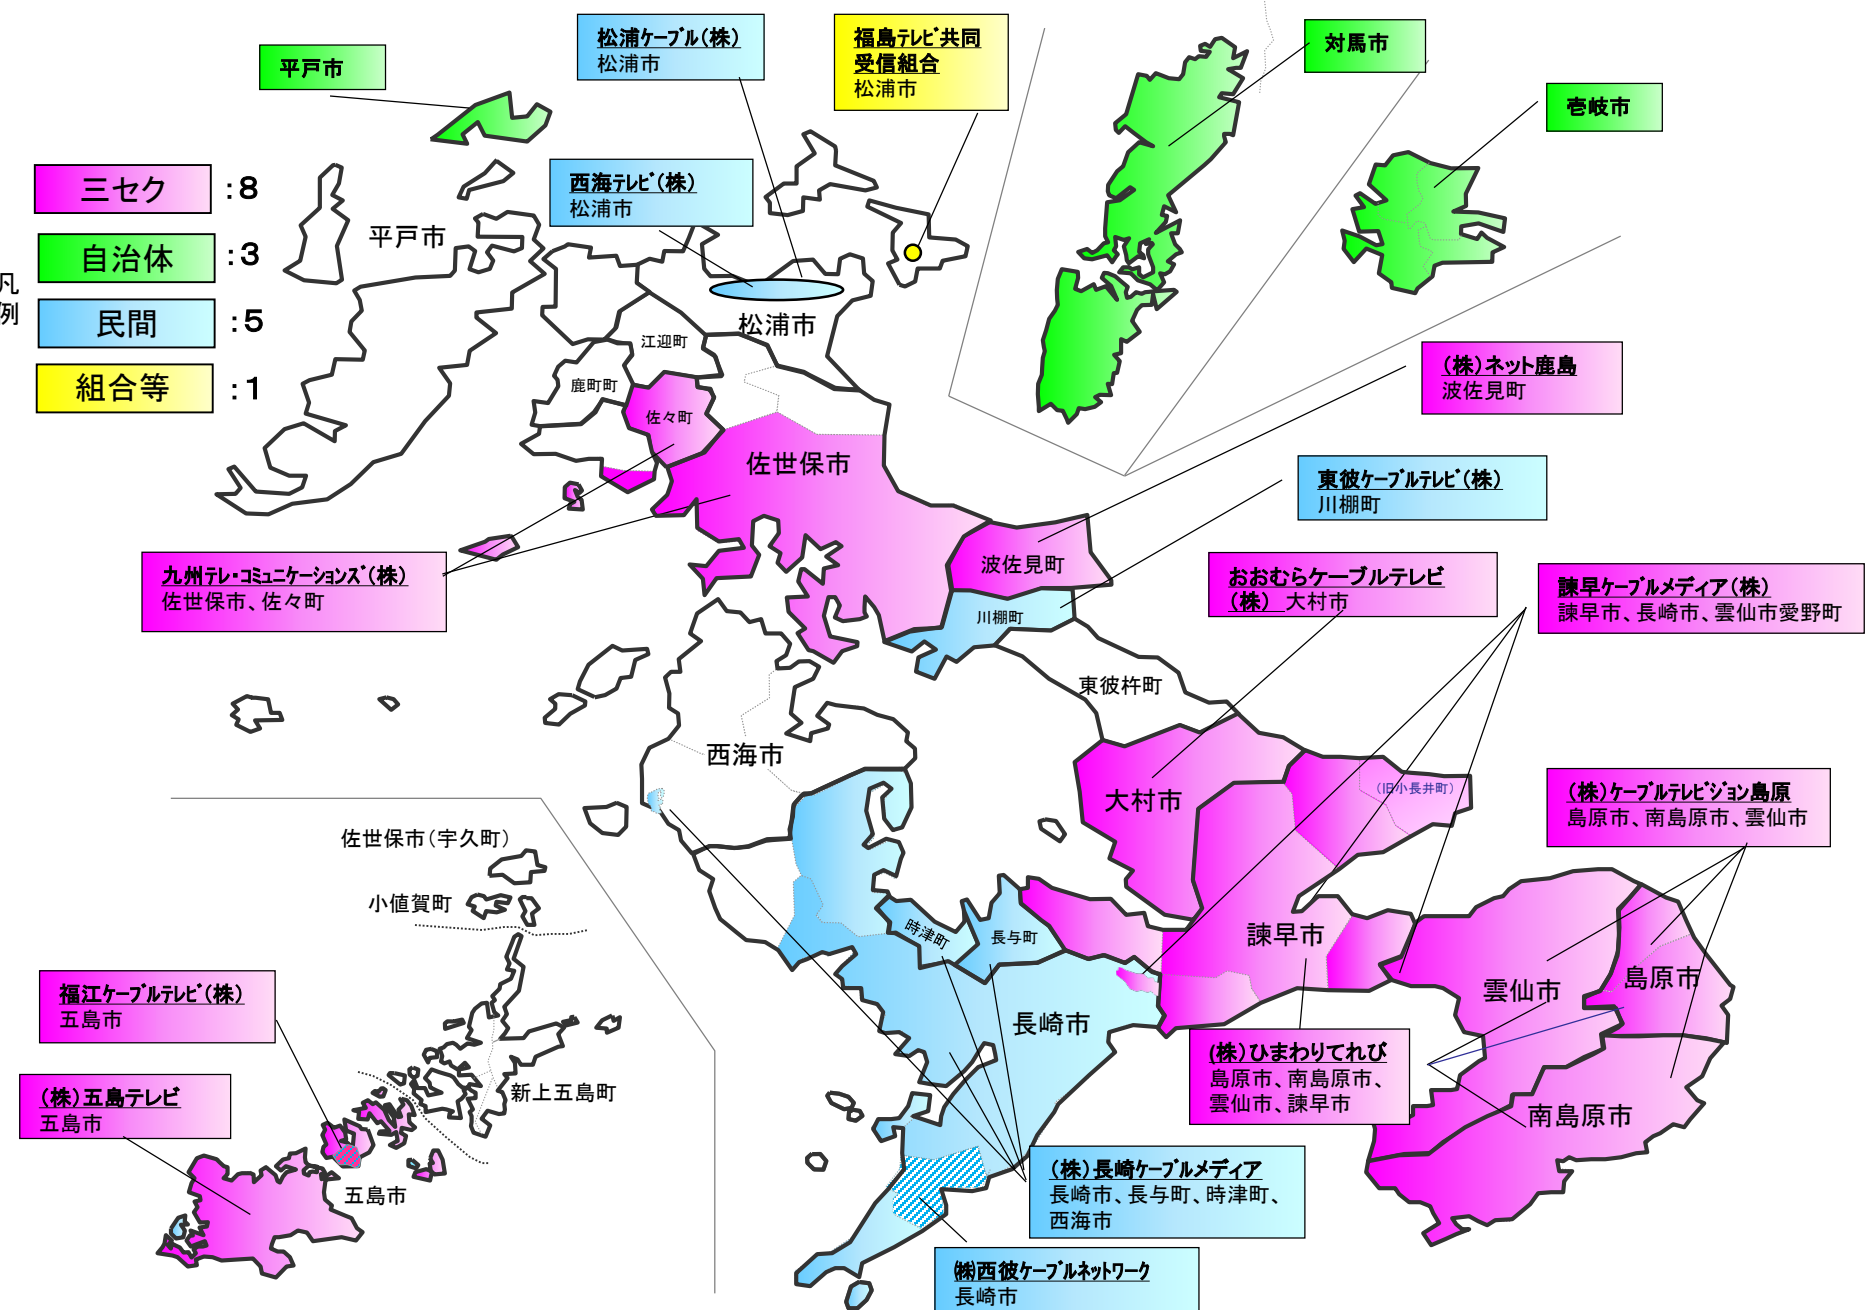 平戸市
松浦ケーブル(株)
松浦市
福島テレビ共同
受信組合
松浦市
対馬市
壱岐市
凡例
三セク :8
自治体 :3
民間 :5
組合等 :1
西海テレビ(株)
松浦市
平戸市
松浦市
江迎町
鹿町町
佐々町
佐世保市
(株)ネット鹿島
波佐見町
東彼ケーブルテレビ(株)
川棚町
九州テレ・コミュニケーションズ(株)
佐世保市、佐々町
波佐見町
川棚町
おおむらケーブルテレビ
(株) 大村市
諫早ケーブルメディア(株)
諫早市、長崎市、雲仙市愛野町
東彼杵町
西海市
大村市
(旧小長井町)
(株)ケーブルテレビジョン島原
島原市、南島原市、雲仙市
佐世保市(宇久町)
小値賀町
時津町
長与町
諫早市
雲仙市
島原市
福江ケーブルテレビ(株)
五島市
長崎市
(株)ひまわりてれび
島原市、南島原市、
雲仙市、諫早市
(株)五島テレビ
五島市
新上五島町
南島原市
五島市
(株)長崎ケーブルメディア
長崎市、長与町、時津町、
西海市
㈱西彼ケーブルネットワーク
長崎市